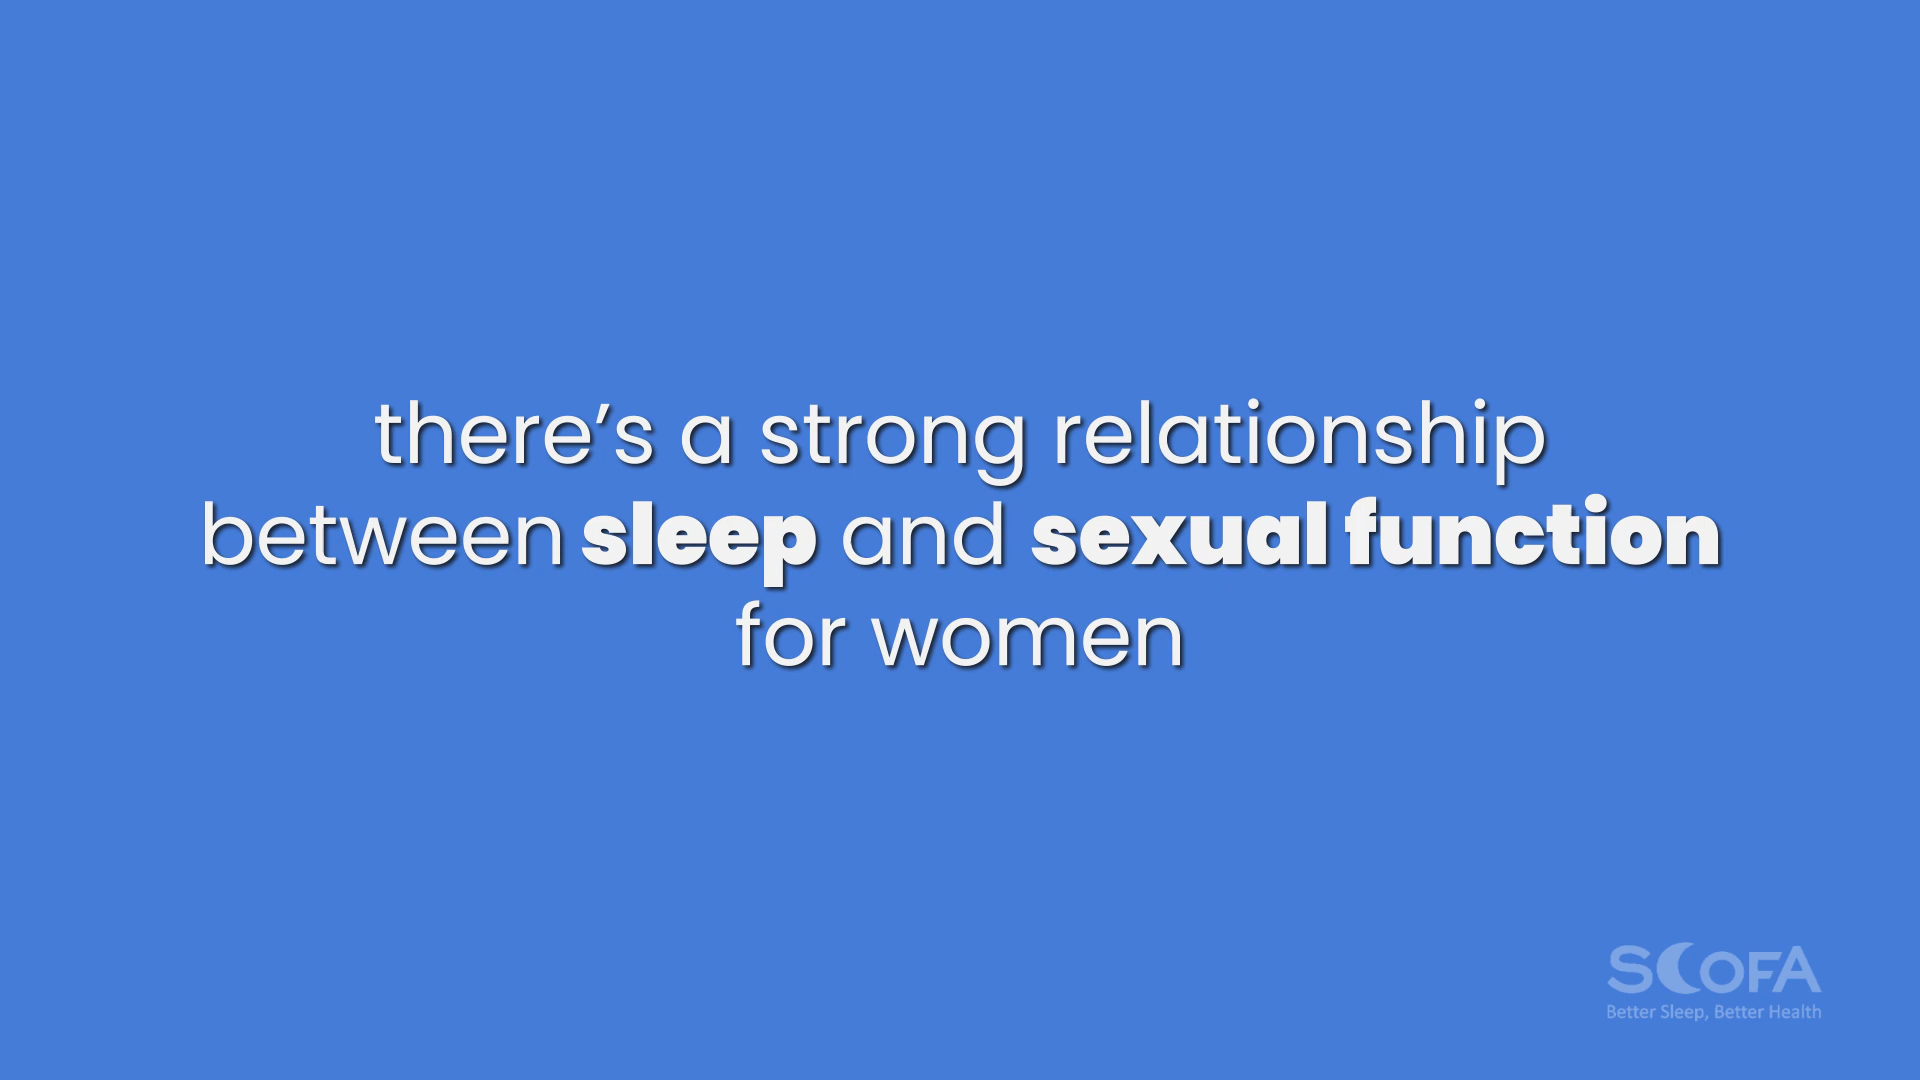 there’s a strong relationship
between sleep and sexual function
for women
SCOFA
Better Sleep, Better Health